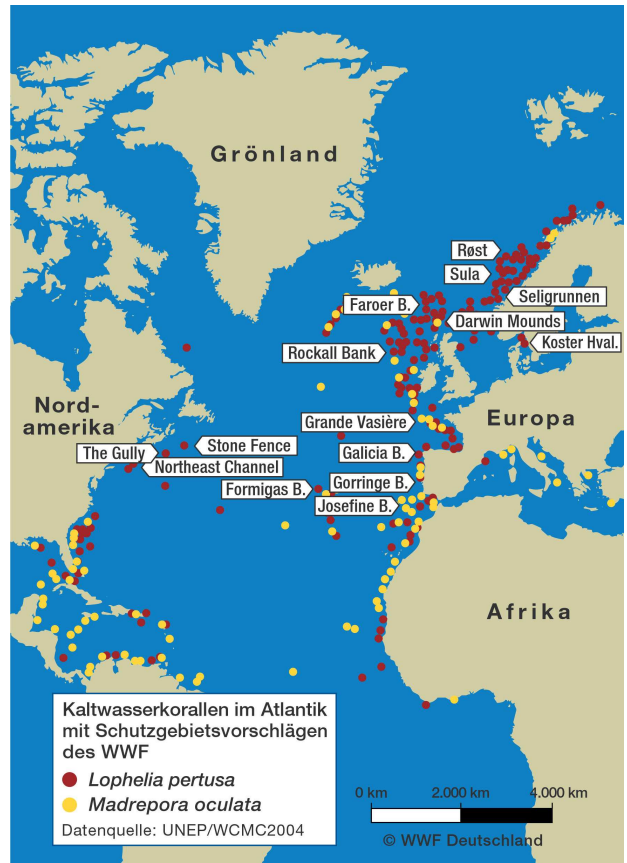 Grönland
Røst
Sula
Seligrunnen
Faroer B.
Darwin Mounds
Koster Hval.
Rockall Bank
Nord-
amerika
Europa
Grande Vasière
The Gully
Stone Fence
Galicia B.
Northeast Channel
Formigas B.
Gorringe B.
Josefine B.
Afrika
Kaltwasserkorallen im Atlantik
mit Schutzgebietsvorschlägen
des WWF
Lophelia pertusa
Madrepora oculata
Datenquelle: UNEP/WCMC2004
0 km 2.000 km 4.000 km
© WWF Deutschland